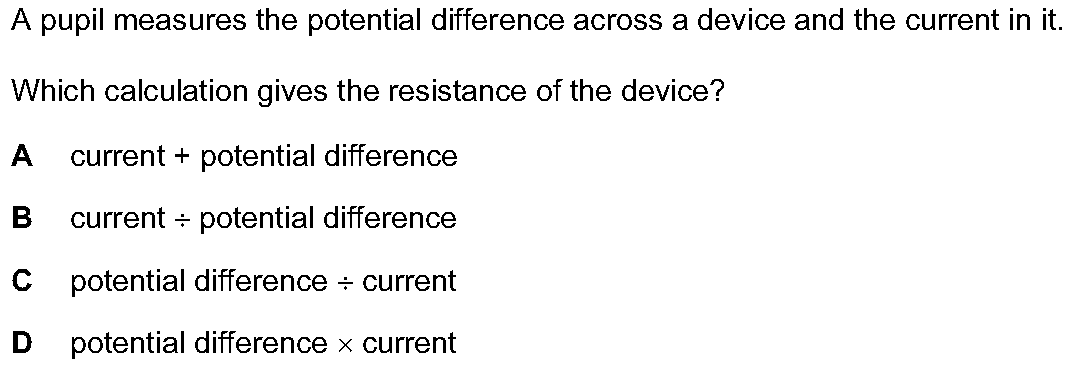 A pupil measures the potential difference across a device and the current in it.
Which calculation gives the resistance of the device?
A current + potential difference
B current ÷ potential difference
C potential difference ÷ current
D potential difference × current